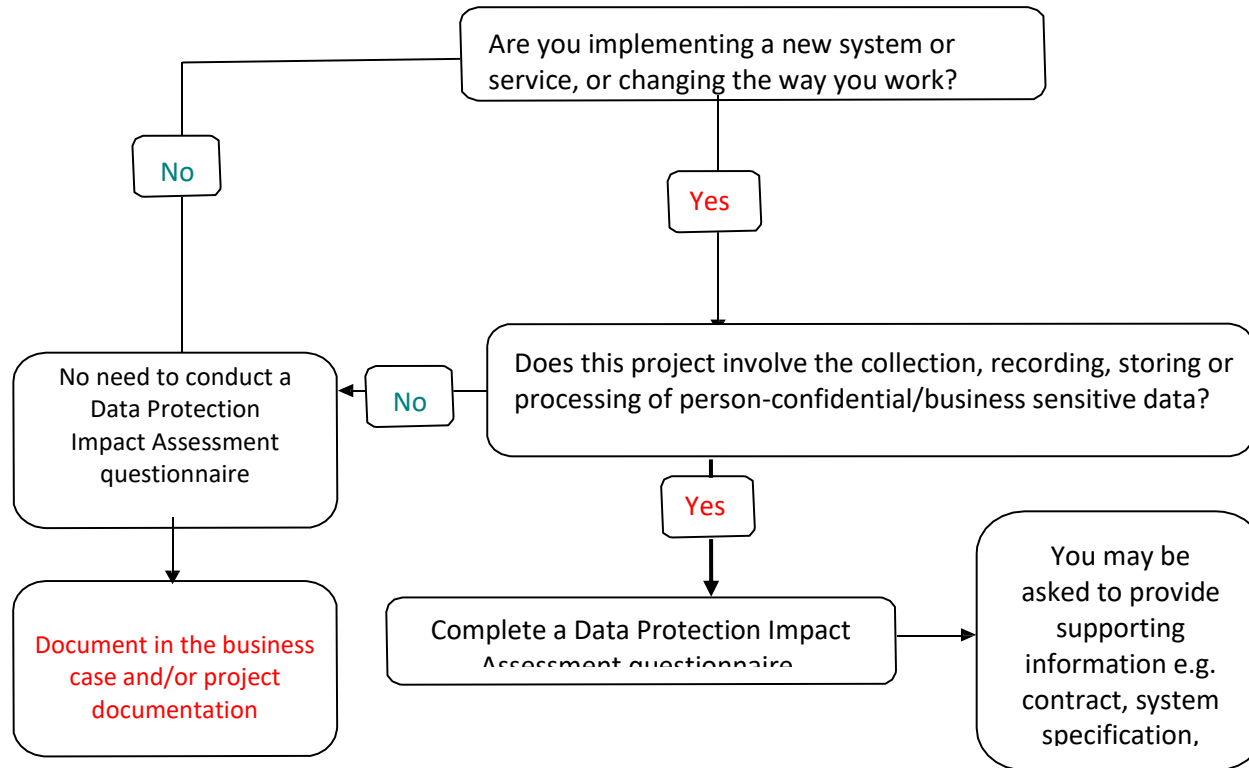 Are you implementing a new system or
service, or changing the way you work?
No
Yes
Does this project involve the collection, recording, storing or
processing of person-confidential/business sensitive data?
No
No need to conduct a
Data Protection
Impact Assessment
questionnaire
Yes
You may be
asked to provide
supporting
information e.g.
contract, system
specification,
Complete a Data Protection Impact
Assessment questionnaire
Document in the business
case and/or project
documentation